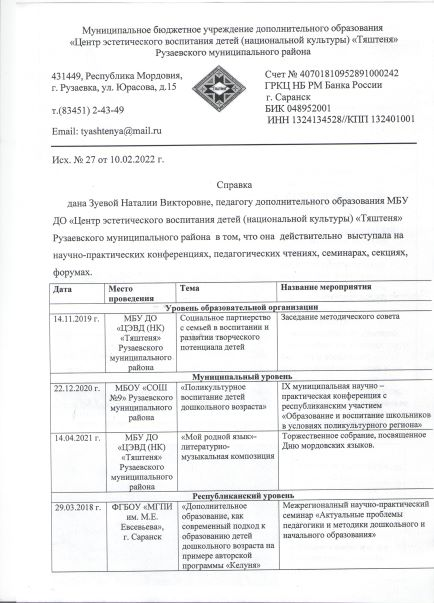 Муниципальное бюджетное учреждение дополнительного образования
«Центр эстетического воспитания детей (национальной культуры) «Тяштеня»
Рузаевского муниципального района
431449, Республика Мордовия,
г. Рузаевка, ул. Юрасова, д.15
т.(83451) 2-43-49
Email: tyashtenya@mail.ru
Счет № 40701810952891000242
ГРКЦ НБ РМ Банка России
г. Саранск
БИК 048952001
ИНН 1324134528//КПП 132401001
Исх. № 27 от 10.02.2022 г.
Справка
дана Зуевой Наталии Викторовне, педагогу дополнительного образования МБУ
ДО «Центр эстетического воспитания детей (национальной культуры) «Тяштеня»
Рузаевского муниципального района в том, что она действительно выступала на
научно-практических конференциях, педагогических чтениях, семинарах, секциях,
форумах.
Дата
Место
проведения
Тема
Название мероприятия
Уровень образовательной организации
14.11.2019 г.
МБУ ДО
«ЦЭВД (НК)
«Тяштеня»
Рузаевского
муниципального
района
Социальное партнерство
с семьей в воспитании и
развитии творческого
потенциала детей
Заседание методического совета
Муниципальный уровень
22.12.2020 г.
МБОУ «СОШ
№9» Рузаевского
муниципального
района
«Поликультурное
воспитание детей
дошкольного возраста»
IX муниципальная научно –
практическая конференция с
республиканским участием
«Образование и воспитание школьников
в условиях поликультурного региона»
14.04.2021 г.
МБУ ДО
«ЦЭВД (НК)
«Тяштеня»
Рузаевского
муниципального
района
«Мой родной язык»-
литературно-
музыкальная композиция
Торжественное собрание, посвященное
Дню мордовских языков.
Республиканский уровень
29.03.2018 г.
ФГБОУ «МГПИ
им. М.Е.
Евсевьева»,
г. Саранск
«Дополнительное
образование, как
современный подход к
образованию детей
дошкольного возраста на
примере авторской
программы «Келуня»
Межрегиональный научно-практический
семинар «Актуальные проблемы
педагогики и методики дошкольного и
начального образования»